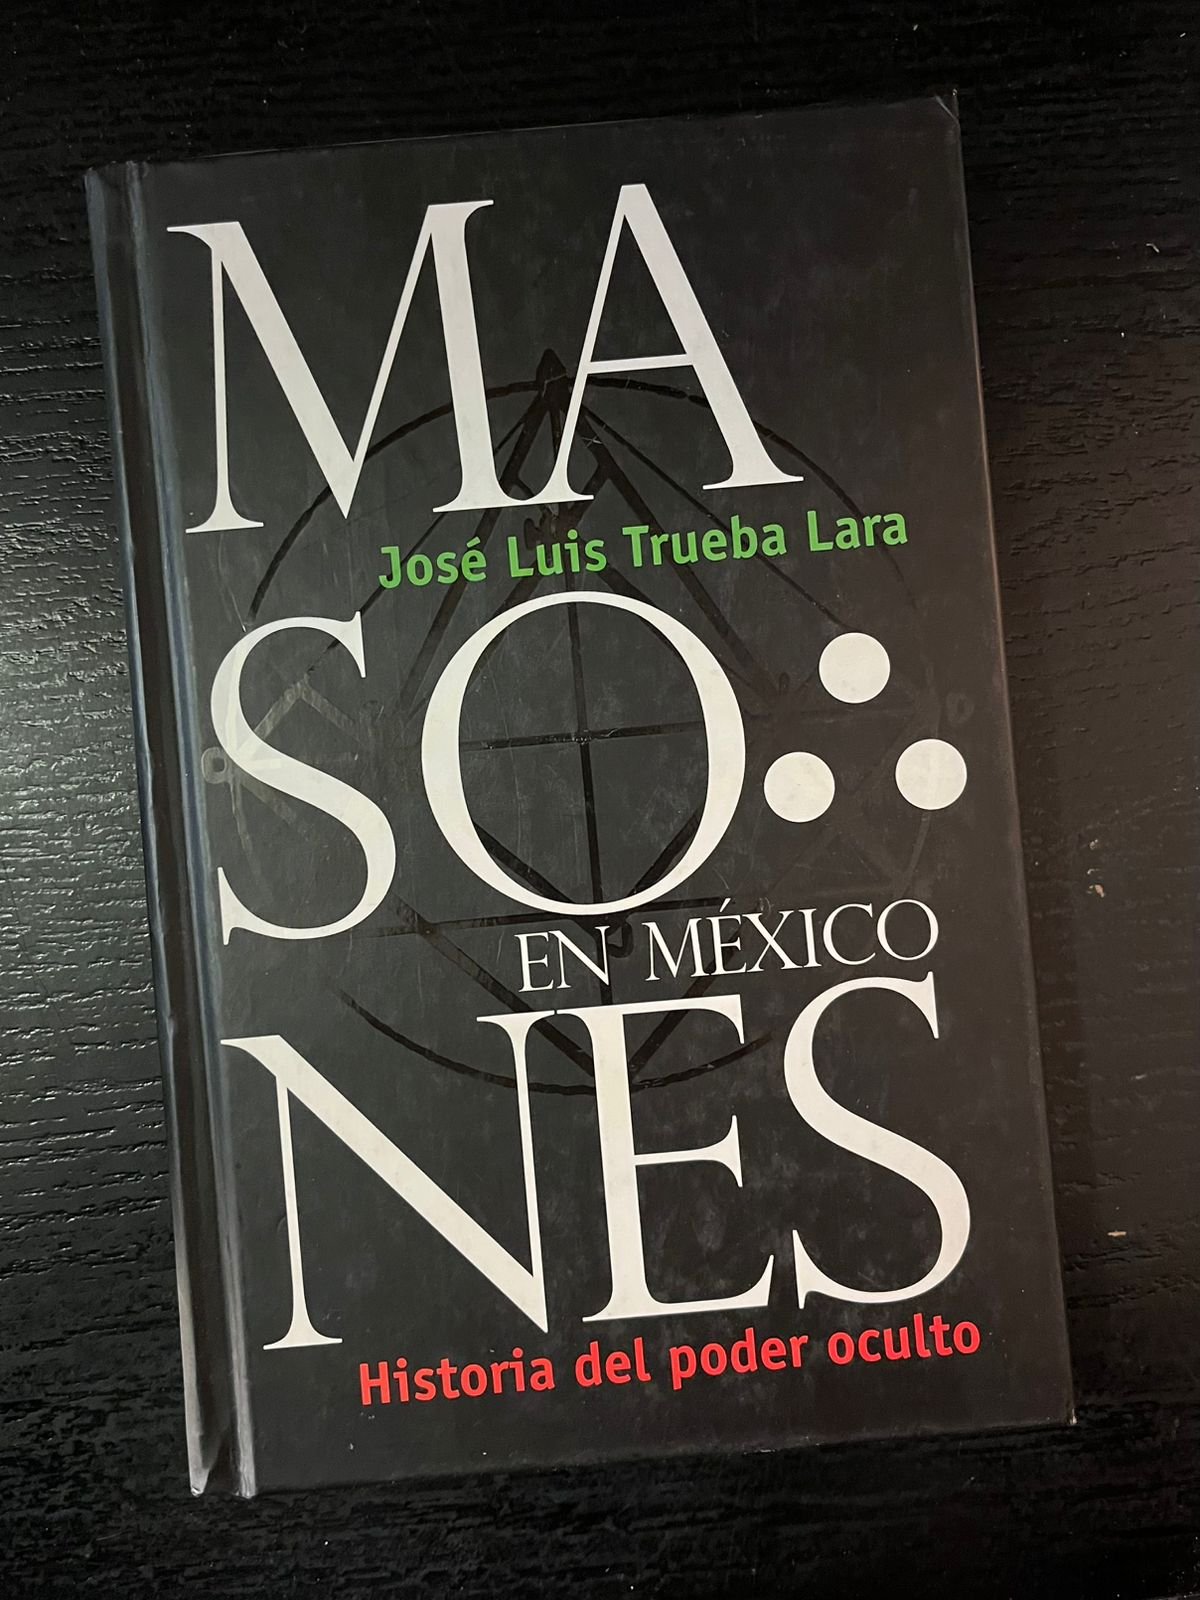 MA
José Luis Trueba Lara
SO
EN MÉXICO
NES
Historia del poder oculto